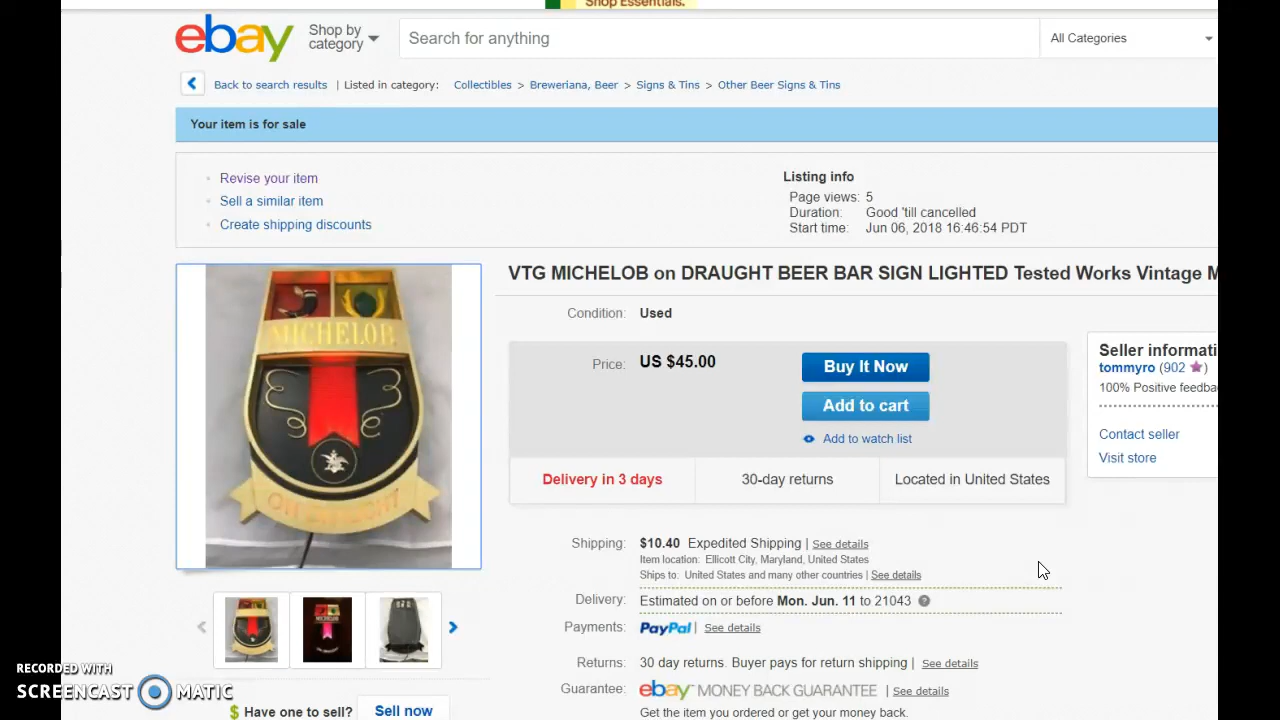 Shop Essentials.
ebay
Shop by
category
Search for anything
All Categories
Back to search results | Listed in category: Collectibles > Breweriana, Beer > Signs & Tins > Other Beer Signs & Tins
Your item is for sale
Revise your item
Sell a similar item
Create shipping discounts
Listing info
Page views: 5
Duration: Good 'till cancelled
Start time: Jun 06, 2018 16:46:54 PDT
VTG MICHELOB on DRAUGHT BEER BAR SIGN LIGHTED Tested Works Vintage M
Condition: Used
Price: US $45.00
Buy It Now
Add to cart
Add to watch list
Delivery in 3 days
30-day returns
Located in United States
Seller informati
tommyro (902 )
100% Positive feedba
Contact seller
Visit store
MICHELOB
ON DRAUGHT
Shipping: $10.40 Expedited Shipping | See details
Item location: Ellicott City, Maryland, United States
Ships to: United States and many other countries | See details
Delivery: Estimated on or before Mon. Jun. 11 to 21043 ?
Payments: PayPal | See details
Returns: 30 day returns. Buyer pays for return shipping | See details
Guarantee: ebay MONEY BACK GUARANTEE | See details
Get the item you ordered or get your money back.
MICHELOB
$ Have one to sell? Sell now
RECORDED WITH
SCREENCAST MATIC